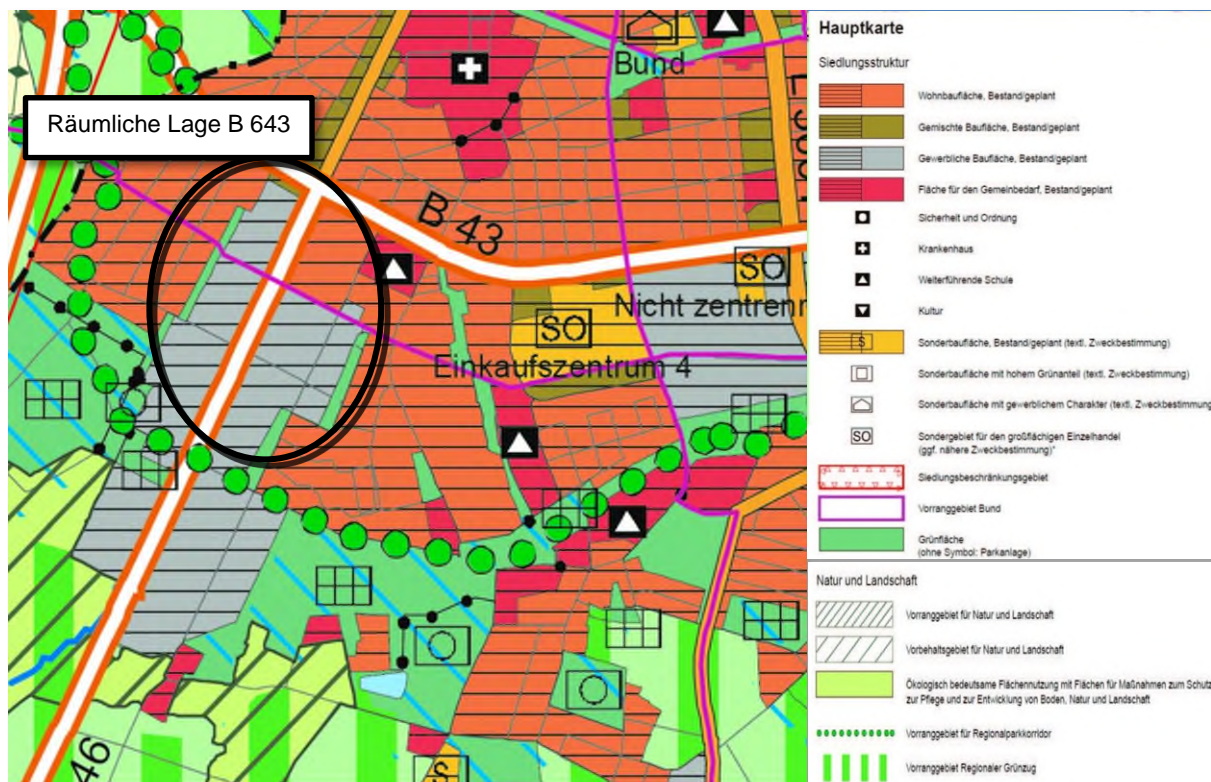 Räumliche Lage B 643
Bund
B 43
SO
SO
Nicht zentrenr
Einkaufszentrum 4
46
S
Hauptkarte
Siedlungsstruktur
Wohnbaufläche, Bestand/geplant
Gemischte Baufläche, Bestand/geplant
Gewerbliche Baufläche, Bestand/geplant
Fläche für den Gemeinbedarf, Bestand/geplant
Sicherheit und Ordnung
Krankenhaus
Weiterführende Schule
Kultur
S Sonderbaufläche, Bestand/geplant (textl. Zweckbestimmung)
Sonderbaufläche mit hohem Grünanteil (textl. Zweckbestimmung)
Sonderbaufläche mit gewerblichem Charakter (textl. Zweckbestimmung
SO Sondergebiet für den großflächigen Einzelhandel
(ggf. nähere Zweckbestimmung)*
Siedlungsbeschränkungsgebiet
Vorranggebiet Bund
Grünfläche
(ohne Symbol: Parkanlage)
Natur und Landschaft
Vorranggebiet für Natur und Landschaft
Vorbehaltsgebiet für Natur und Landschaft
Ökologisch bedeutsame Flächennutzung mit Flächen für Maßnahmen zum Schutz
zur Pflege und zur Entwicklung von Boden, Natur und Landschaft
Vorranggebiet für Regionalparkkorridor
Vorranggebiet Regionaler Grünzug